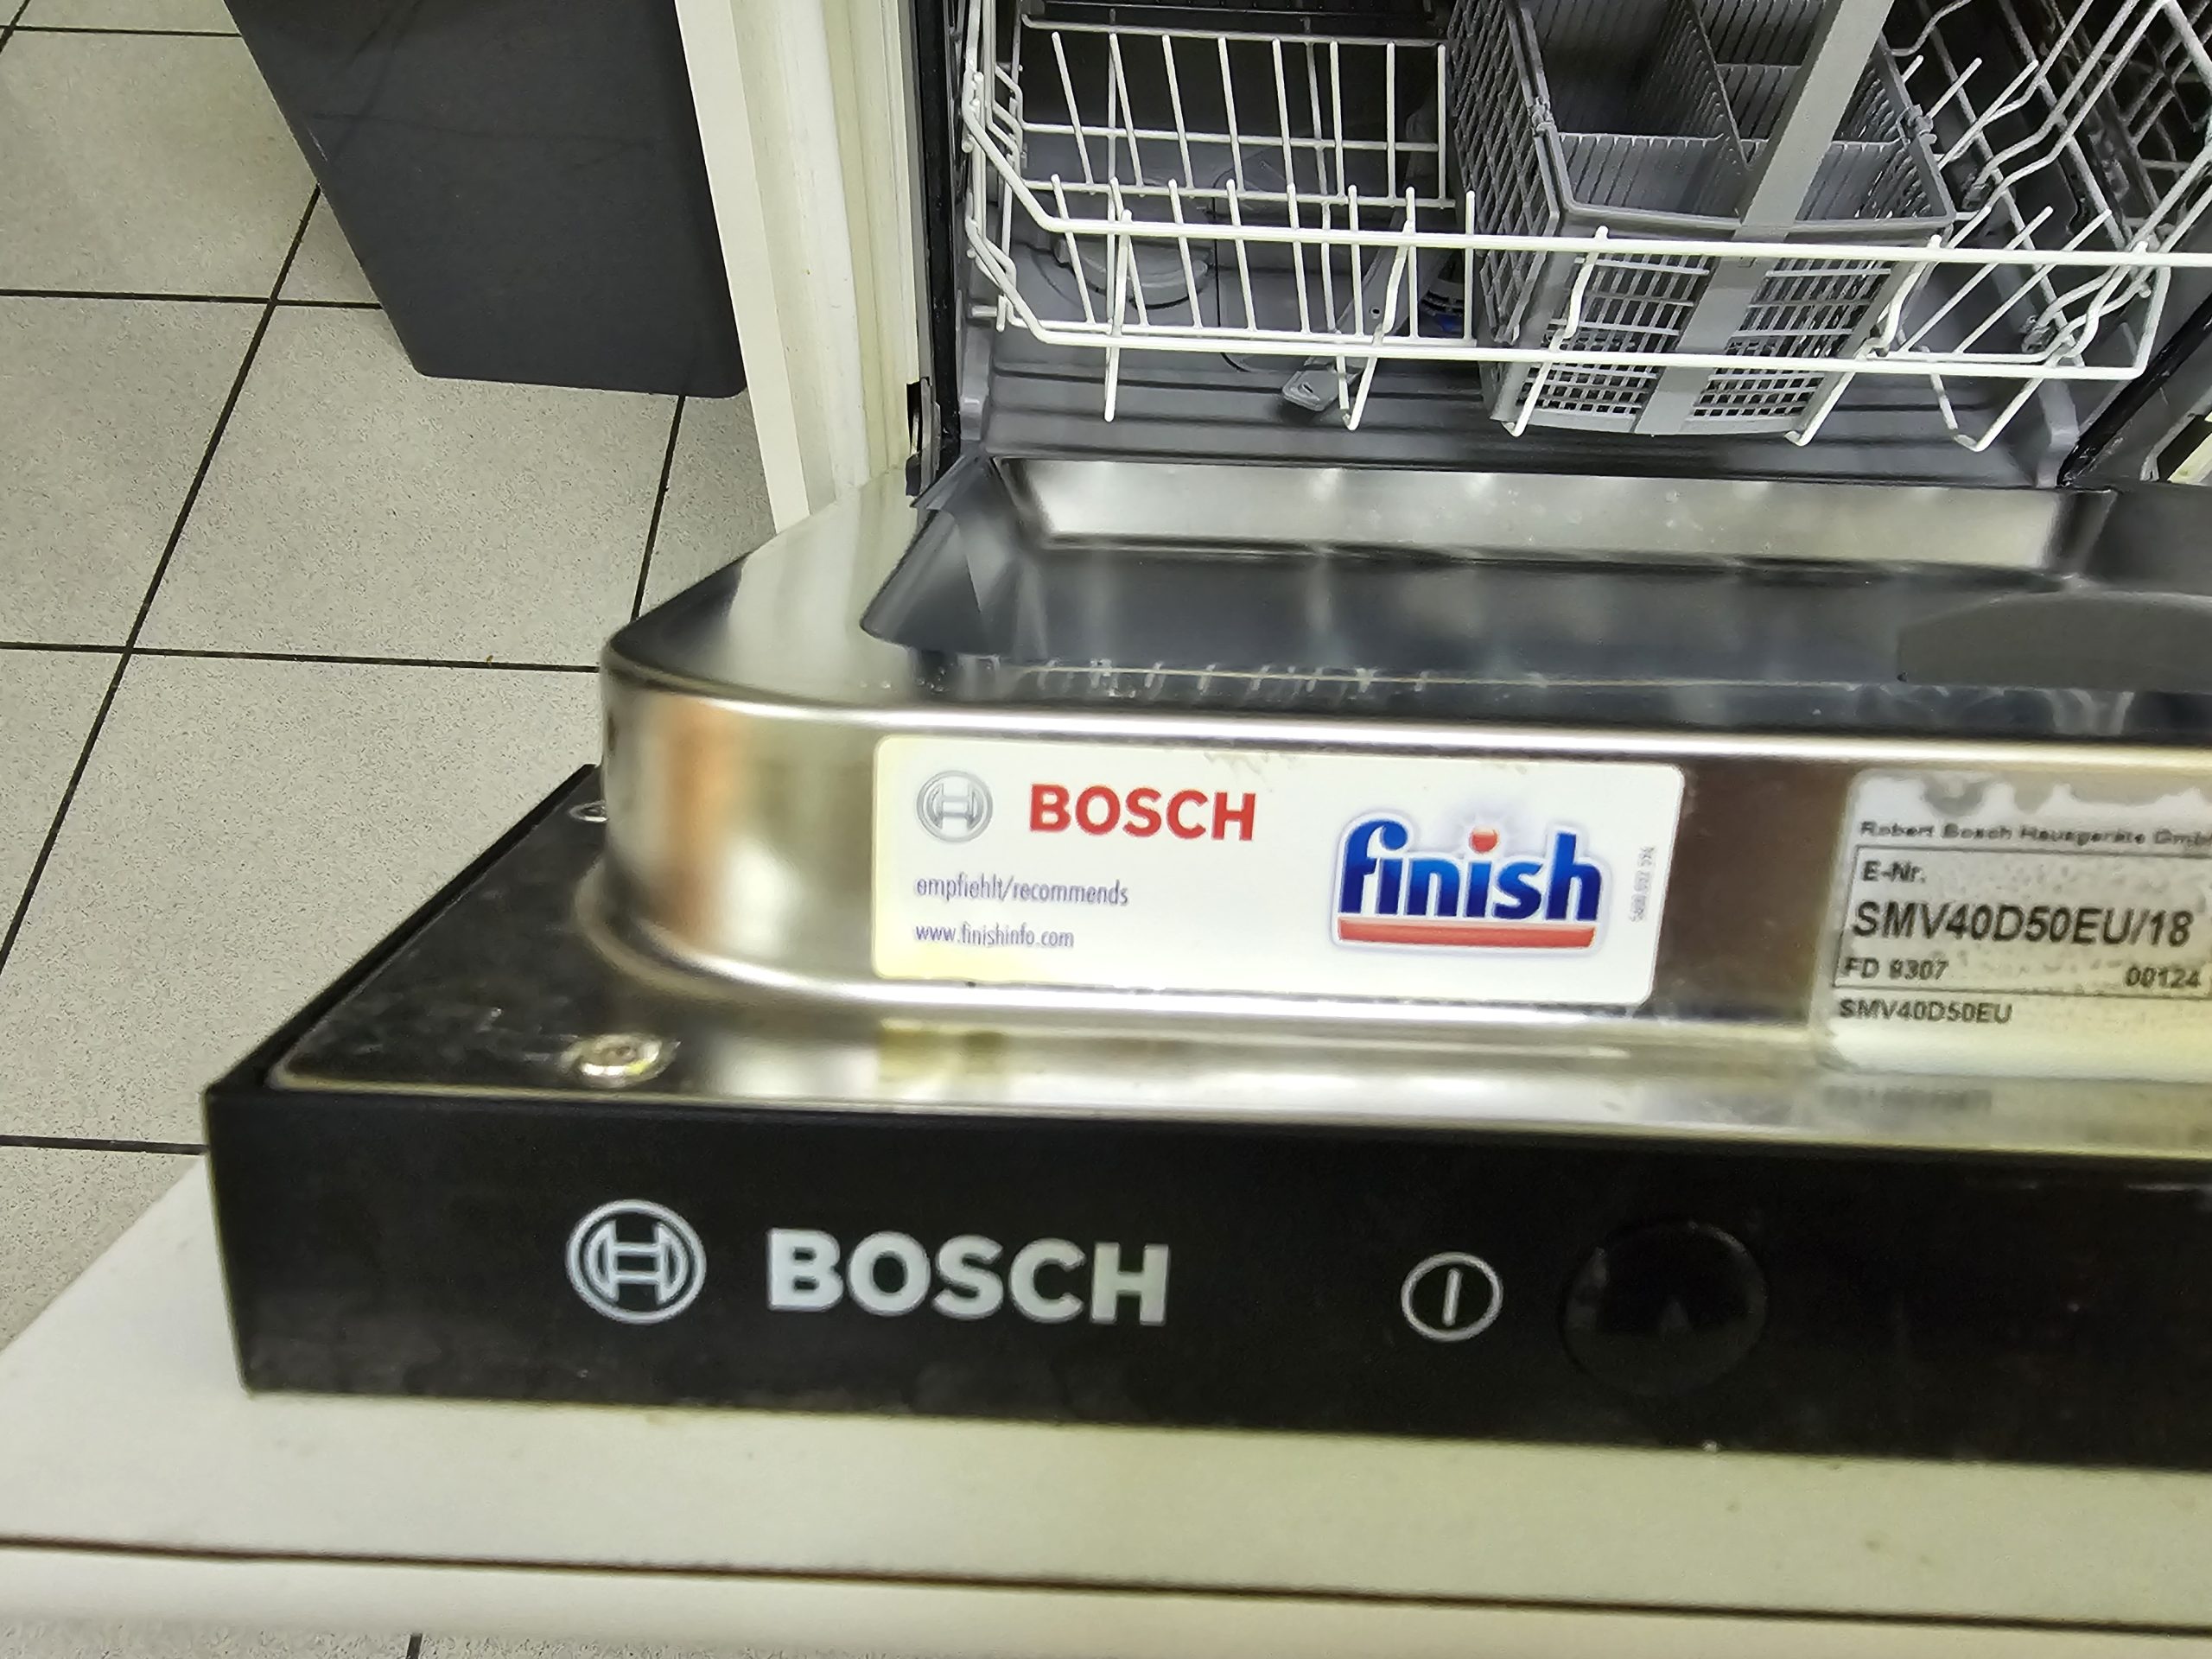 BOSCH
empfiehlt/recommends
www.finishinfo.com
finish
Robert Bosch Hausgeräte GmbH
E-Nr.
SMV40D50EU/18
FD 9307 00124
SMV40D50EU
BOSCH